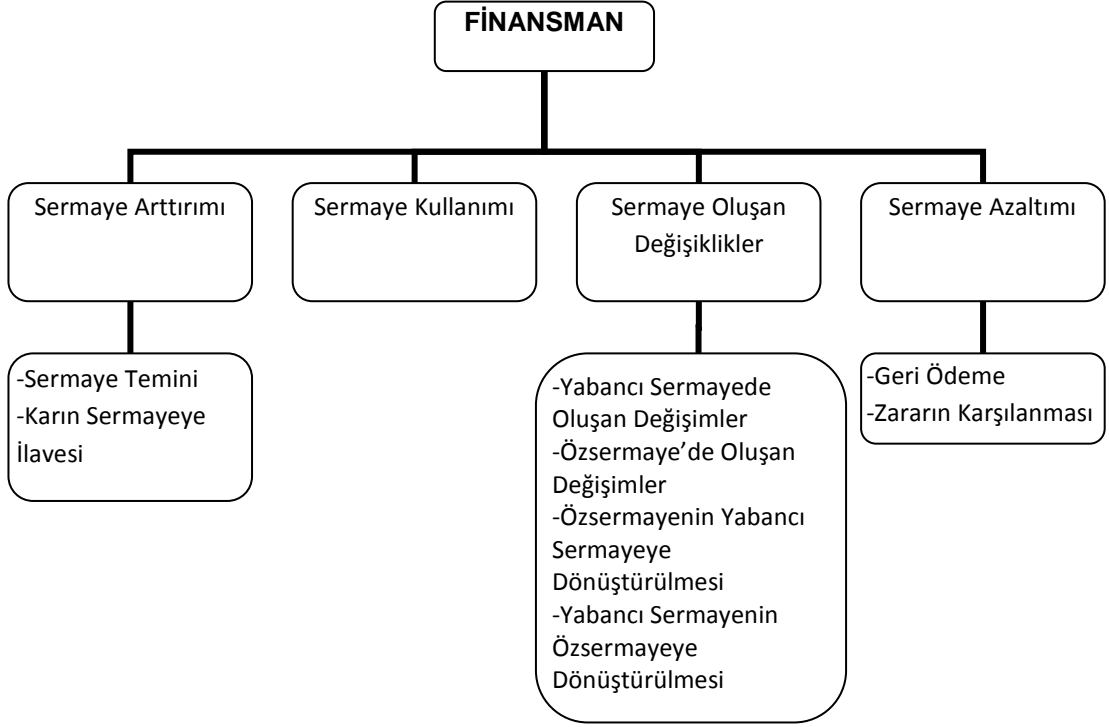 FİNANSMAN
Sermaye Arttırımı
Sermaye Kullanımı
Sermaye Oluşan
Değişiklikler
Sermaye Azaltımı
-Sermaye Temini
-Karın Sermayeye
İlavesi
-Yabancı Sermayede
Oluşan Değişimler
-Özsermaye’de Oluşan
Değişimler
-Özsermayenin Yabancı
Sermayeye
Dönüştürülmesi
-Yabancı Sermayenin
Özsermayeye
Dönüştürülmesi
-Geri Ödeme
-Zararın Karşılanması